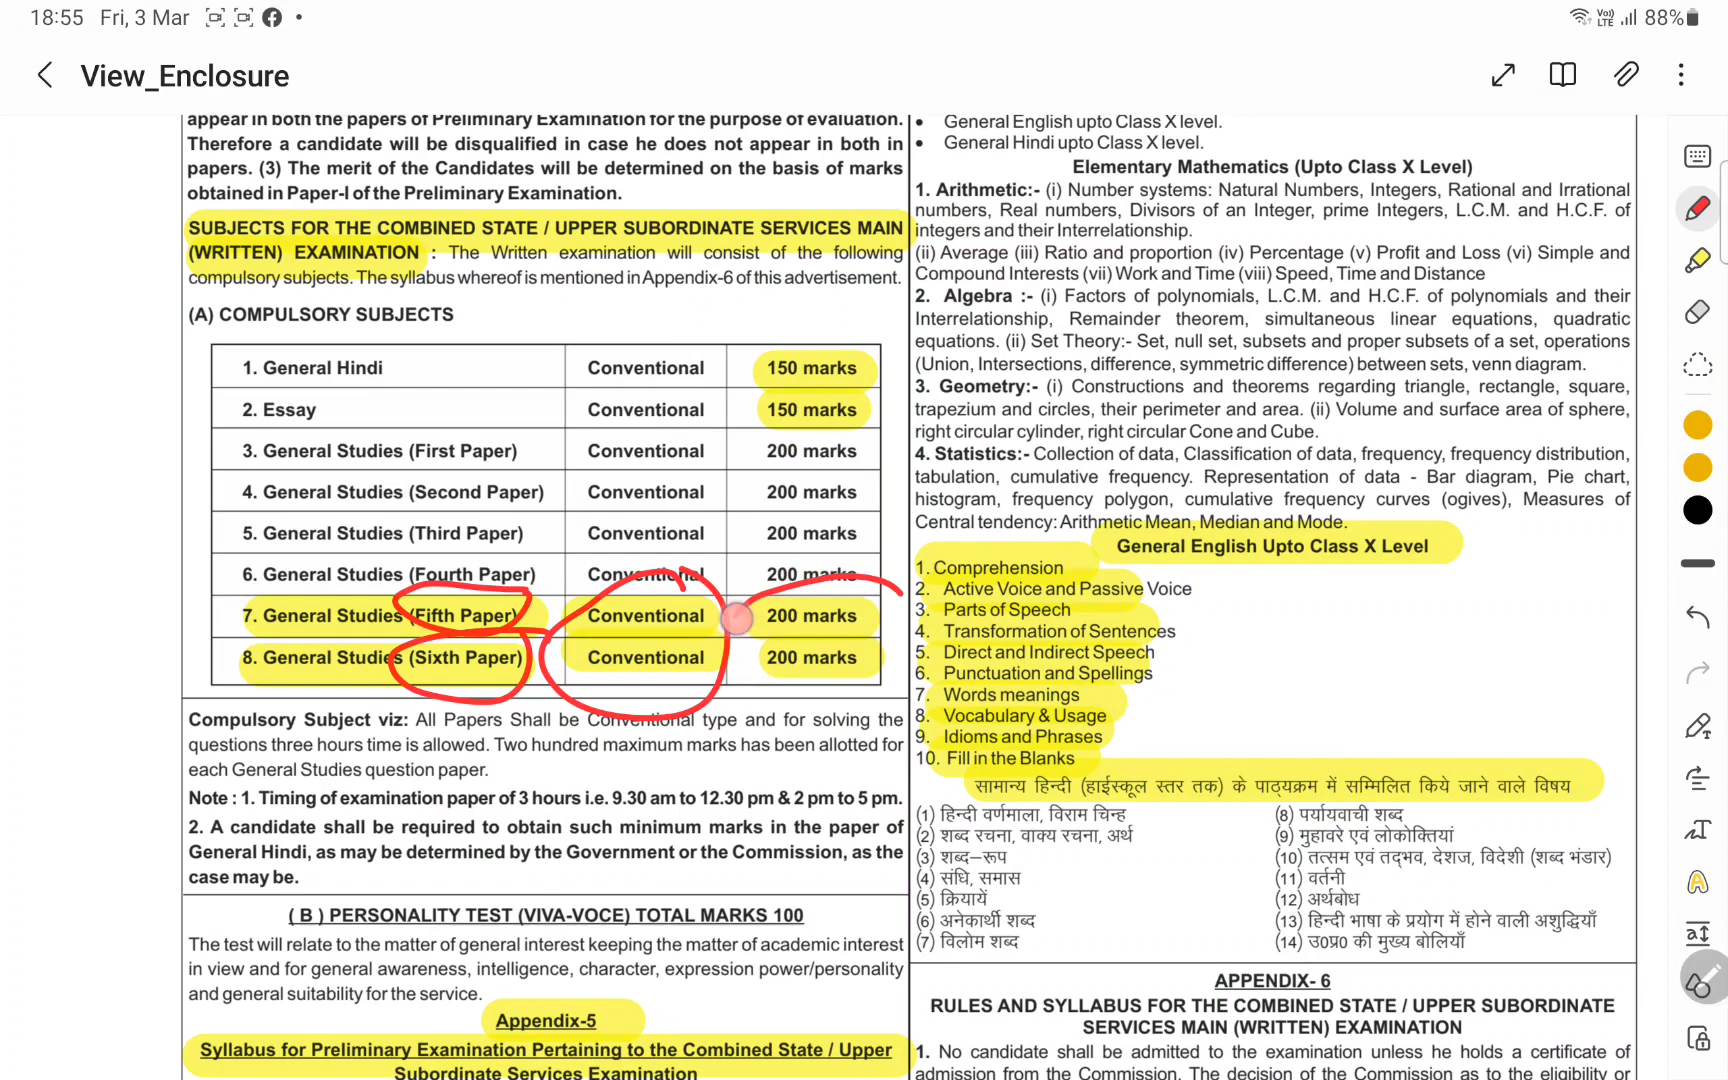 18:55 Fri, 3 Mar
88%
View_Enclosure
appear in both the papers of Preliminary Examination for the purpose of evaluation.
Therefore a candidate will be disqualified in case he does not appear in both in
papers. (3) The merit of the Candidates will be determined on the basis of marks
obtained in Paper-I of the Preliminary Examination.
SUBJECTS FOR THE COMBINED STATE / UPPER SUBORDINATE SERVICES MAIN
(WRITTEN) EXAMINATION : The Written examination will consist of the following
compulsory subjects. The syllabus whereof is mentioned in Appendix-6 of this advertisement.
(A) COMPULSORY SUBJECTS
1. General Hindi Conventional 150 marks
2. Essay Conventional 150 marks
3. General Studies (First Paper) Conventional 200 marks
4. General Studies (Second Paper) Conventional 200 marks
5. General Studies (Third Paper) Conventional 200 marks
6. General Studies (Fourth Paper) Conventional 200 marks
7. General Studies (Fifth Paper) Conventional 200 marks
8. General Studies (Sixth Paper) Conventional 200 marks
Compulsory Subject viz: All Papers Shall be Conventional type and for solving the
questions three hours time is allowed. Two hundred maximum marks has been allotted for
each General Studies question paper.
Note : 1. Timing of examination paper of 3 hours i.e. 9.30 am to 12.30 pm & 2 pm to 5 pm.
2. A candidate shall be required to obtain such minimum marks in the paper of
General Hindi, as may be determined by the Government or the Commission, as the
case may be.
( B ) PERSONALITY TEST (VIVA-VOCE) TOTAL MARKS 100
The test will relate to the matter of general interest keeping the matter of academic interest
in view and for general awareness, intelligence, character, expression power/personality
and general suitability for the service.
Appendix-5
Syllabus for Preliminary Examination Pertaining to the Combined State / Upper
Subordinate Services Examination
• General English upto Class X level.
• General Hindi upto Class X level.
Elementary Mathematics (Upto Class X Level)
1. Arithmetic:- (i) Number systems: Natural Numbers, Integers, Rational and Irrational
numbers, Real numbers, Divisors of an Integer, prime Integers, L.C.M. and H.C.F. of
integers and their Interrelationship.
(ii) Average (iii) Ratio and proportion (iv) Percentage (v) Profit and Loss (vi) Simple and
Compound Interests (vii) Work and Time (viii) Speed, Time and Distance
2. Algebra :- (i) Factors of polynomials, L.C.M. and H.C.F. of polynomials and their
Interrelationship, Remainder theorem, simultaneous linear equations, quadratic
equations. (ii) Set Theory:- Set, null set, subsets and proper subsets of a set, operations
(Union, Intersections, difference, symmetric difference) between sets, venn diagram.
3. Geometry:- (i) Constructions and theorems regarding triangle, rectangle, square,
trapezium and circles, their perimeter and area. (ii) Volume and surface area of sphere,
right circular cylinder, right circular Cone and Cube.
4. Statistics:- Collection of data, Classification of data, frequency, frequency distribution,
tabulation, cumulative frequency. Representation of data - Bar diagram, Pie chart,
histogram, frequency polygon, cumulative frequency curves (ogives), Measures of
Central tendency: Arithmetic Mean, Median and Mode.
General English Upto Class X Level
1. Comprehension
2. Active Voice and Passive Voice
3. Parts of Speech
4. Transformation of Sentences
5. Direct and Indirect Speech
6. Punctuation and Spellings
7. Words meanings
8. Vocabulary & Usage
9. Idioms and Phrases
10. Fill in the Blanks
सामान्य हिन्दी (हाईस्कूल स्तर तक) के पाठ्यक्रम में सम्मिलित किये जाने वाले विषय
(1) हिन्दी वर्णमाला, विराम चिन्ह
(2) शब्द रचना, वाक्य रचना, अर्थ
(3) शब्द–रूप
(4) संधि, समास
(5) क्रियायें
(6) अनेकार्थी शब्द
(7) विलोम शब्द
(8) पर्यायवाची शब्द
(9) मुहावरे एवं लोकोक्तियां
(10) तत्सम एवं तद्भव, देशज, विदेशी (शब्द भंडार)
(11) वर्तनी
(12) अर्थबोध
(13) हिन्दी भाषा के प्रयोग में होने वाली अशुद्धियाँ
(14) उ0प्र0 की मुख्य बोलियाँ
APPENDIX- 6
RULES AND SYLLABUS FOR THE COMBINED STATE / UPPER SUBORDINATE
SERVICES MAIN (WRITTEN) EXAMINATION
1. No candidate shall be admitted to the examination unless he holds a certificate of
admission from the Commission. The decision of the Commission as to the eligibility or